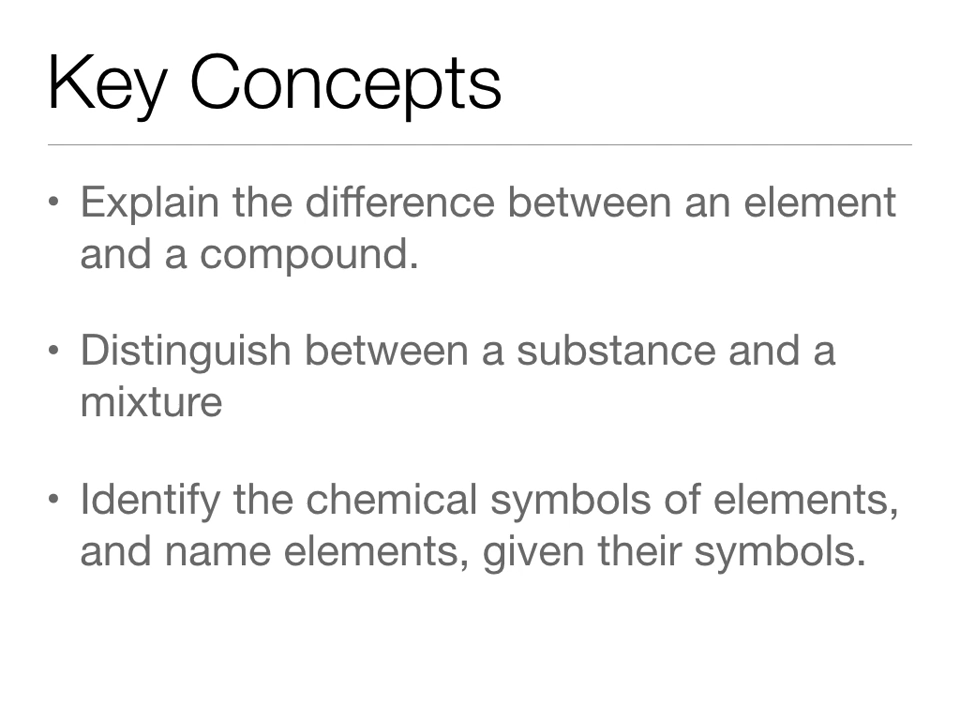 Key Concepts
• Explain the difference between an element
and a compound.
• Distinguish between a substance and a
mixture
• Identify the chemical symbols of elements,
and name elements, given their symbols.